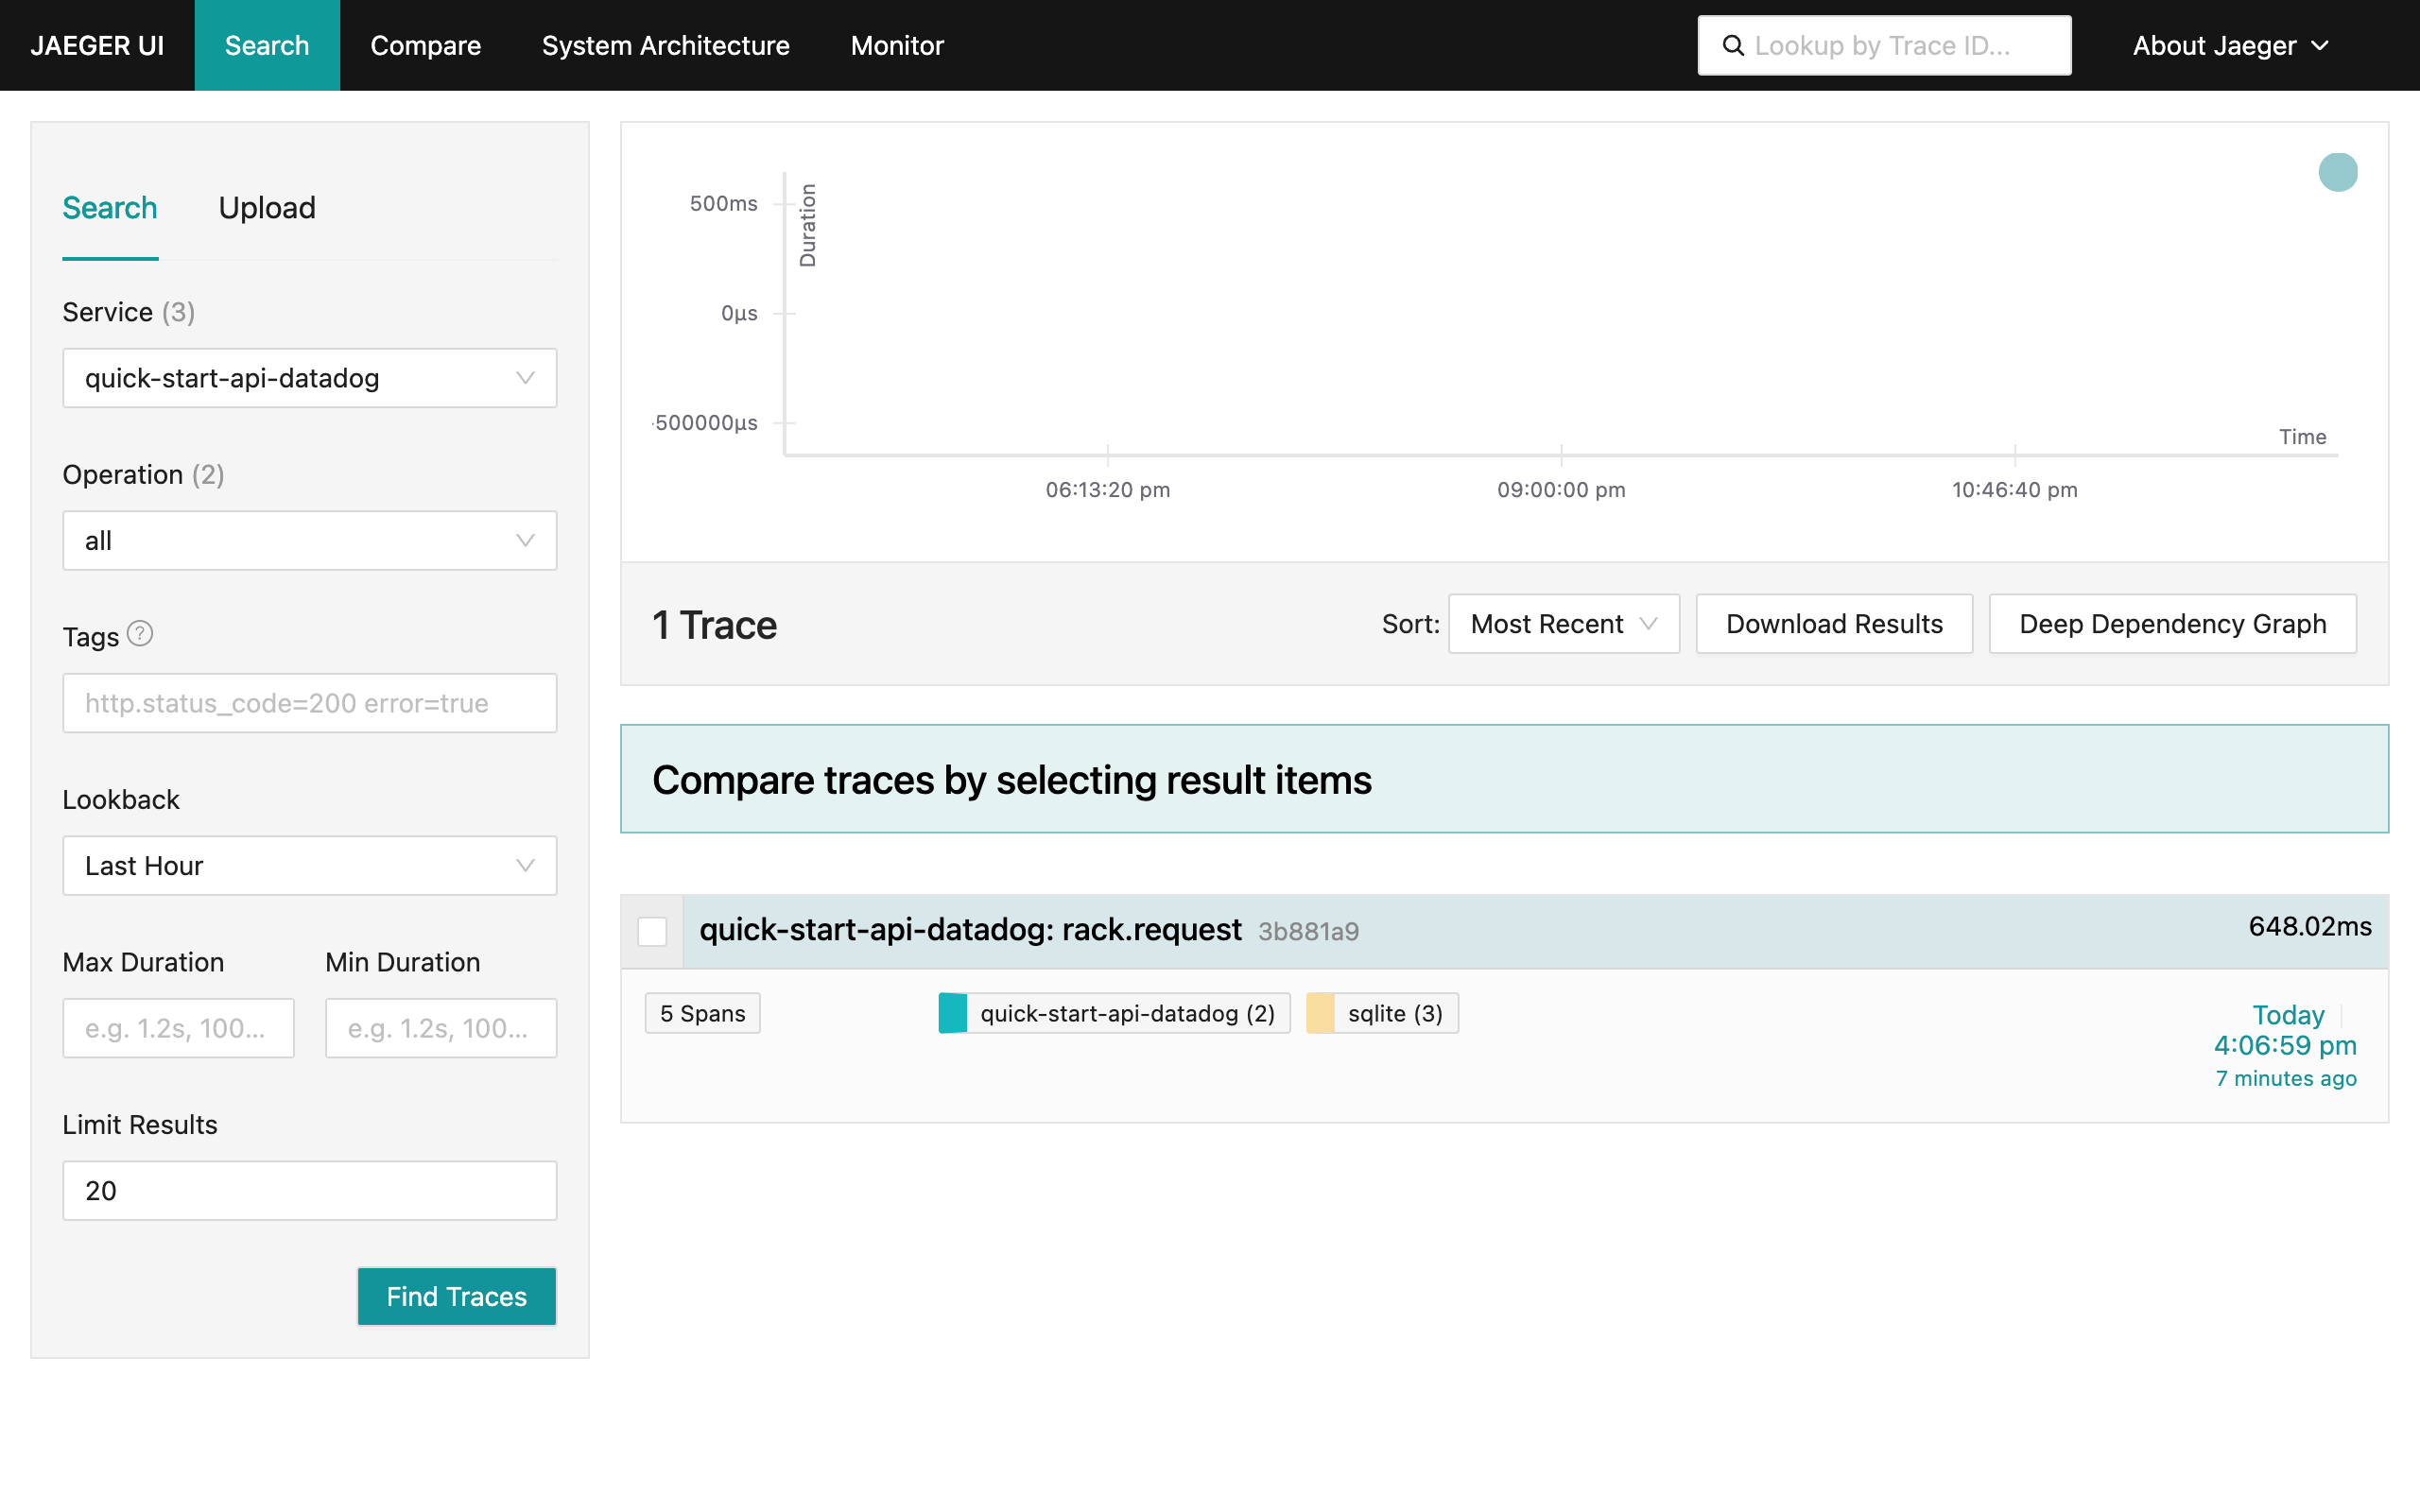 JAEGER UI
Search
Compare
System Architecture
Monitor
Lookup by Trace ID...
About Jaeger
Search
Upload
Service (3)
quick-start-api-datadog
Operation (2)
all
Tags ?
http.status_code=200 error=true
Lookback
Last Hour
Max Duration
Min Duration
e.g. 1.2s, 100...
e.g. 1.2s, 100...
Limit Results
20
Find Traces
Duration
500ms
0μs
-500000μs
Time
06:13:20 pm
09:00:00 pm
10:46:40 pm
1 Trace
Sort:
Most Recent
Download Results
Deep Dependency Graph
Compare traces by selecting result items
quick-start-api-datadog: rack.request 3b881a9
648.02ms
5 Spans
quick-start-api-datadog (2)
sqlite (3)
Today
4:06:59 pm
7 minutes ago